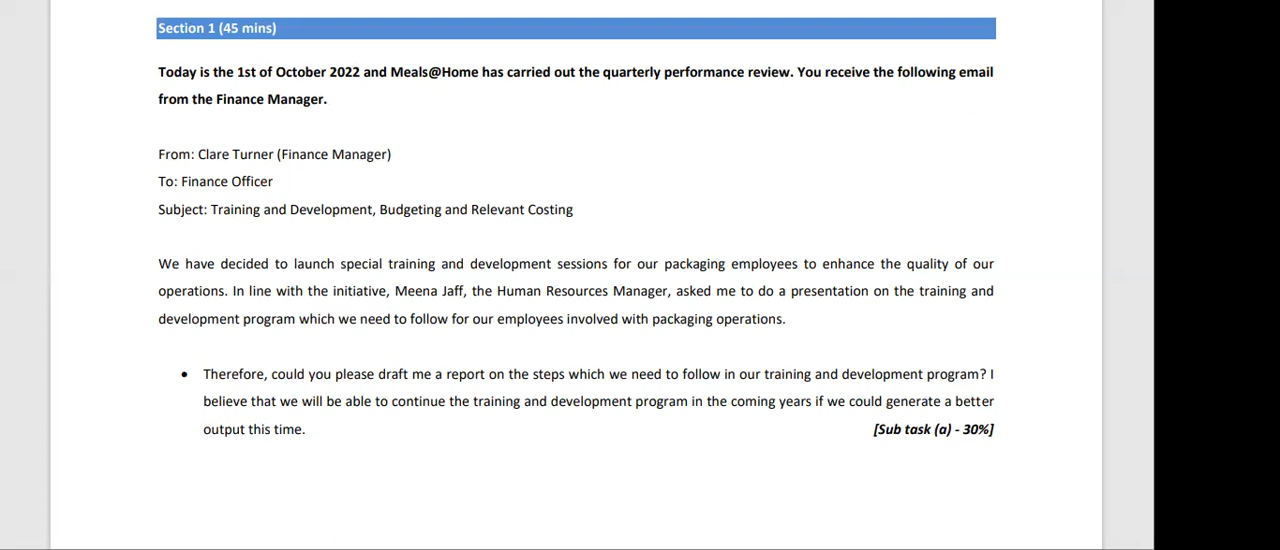 Section 1 (45 mins)
Today is the 1st of October 2022 and Meals@Home has carried out the quarterly performance review. You receive the following email
from the Finance Manager.
From: Clare Turner (Finance Manager)
To: Finance Officer
Subject: Training and Development, Budgeting and Relevant Costing
We have decided to launch special training and development sessions for our packaging employees to enhance the quality of our
operations. In line with the initiative, Meena Jaff, the Human Resources Manager, asked me to do a presentation on the training and
development program which we need to follow for our employees involved with packaging operations.
• Therefore, could you please draft me a report on the steps which we need to follow in our training and development program? I
believe that we will be able to continue the training and development program in the coming years if we could generate a better
output this time. [Sub task (a) - 30%]